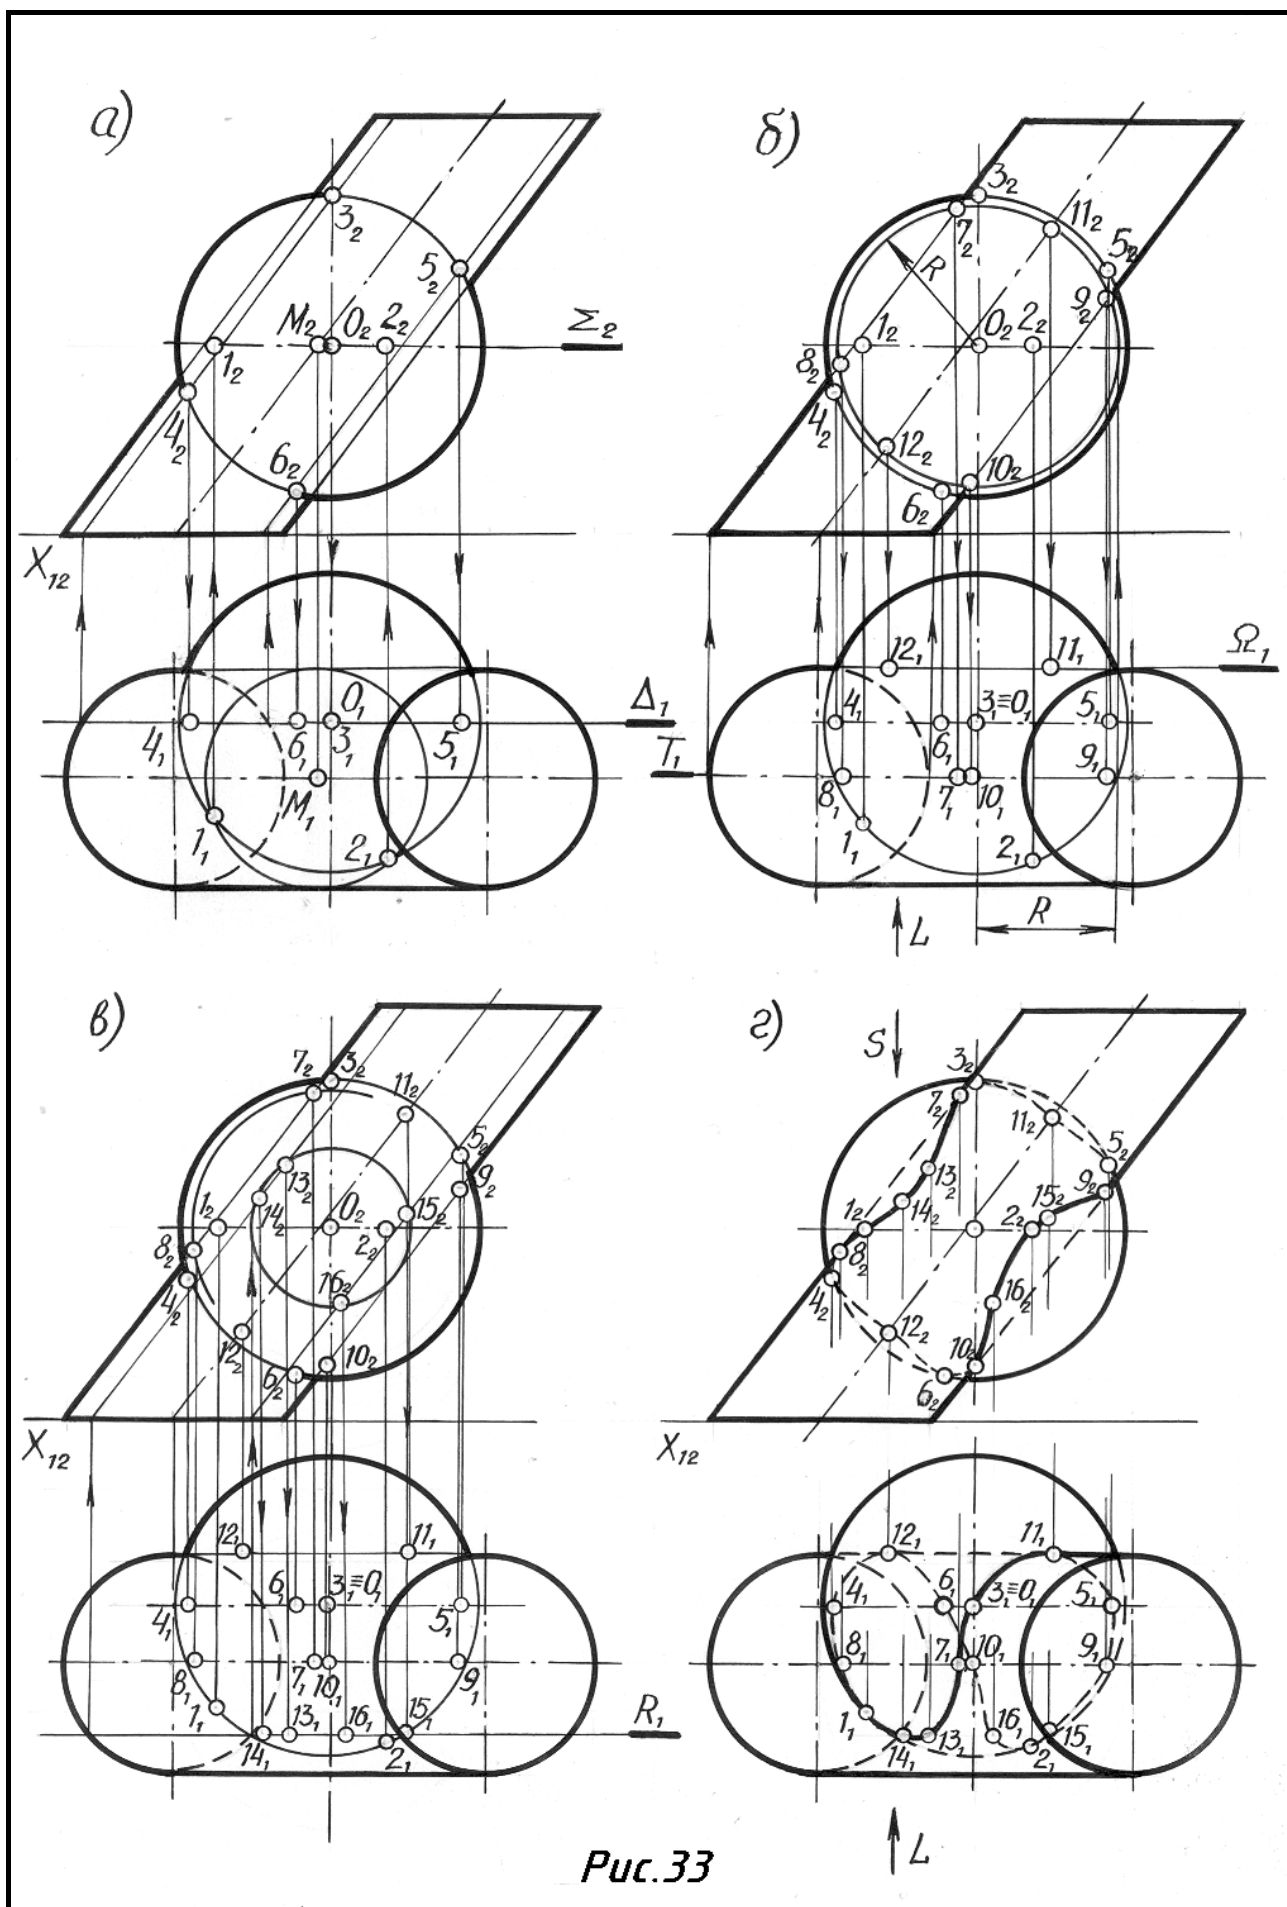 а)
3₂
5₂
M₂ O₂ 2₂ Σ₂
1₂
4₂
6₂
X₁₂
4₁ 6₁ O₁ 5₁ Δ₁
3₁
M₁
1₁ 2₁
б)
3₂
7₂ 11₂
R 5₂
9₂
1₂ O₂ 2₂
8₂
4₂
12₂ 10₂
6₂
12₁ 11₁ Ω₁
4₁ 6₁ 3₁≡O₁ 5₁
T₁
8₁ 7₁ 10₁ 9₁
1₁ 2₁
L R
в)
7₂ 3₂ 11₂
5₂
9₂
13₂
1₂ 14₂ O₂ 15₂
8₂ 2₂
4₂ 16₂
12₂ 10₂
6₂
X₁₂
12₁ 11₁
4₁ 6₁ 3₁≡O₁ 5₁
8₁ 7₁ 10₁ 9₁
1₁ 13₁ 16₁ 15₁ R₁
14₁ 2₁
г)
S 3₂
7₂ 11₂
5₂
13₂ 9₂
1₂ 14₂ 2₂ 15₂
8₂
4₂ 16₂
12₂ 10₂
6₂
X₁₂
12₁ 11₁
4₁ 6₁ 3₁≡O₁ 5₁
8₁ 7₁ 10₁ 9₁
1₁ 16₁
14₁ 13₁ 2₁ 15₁
L
Рис.33